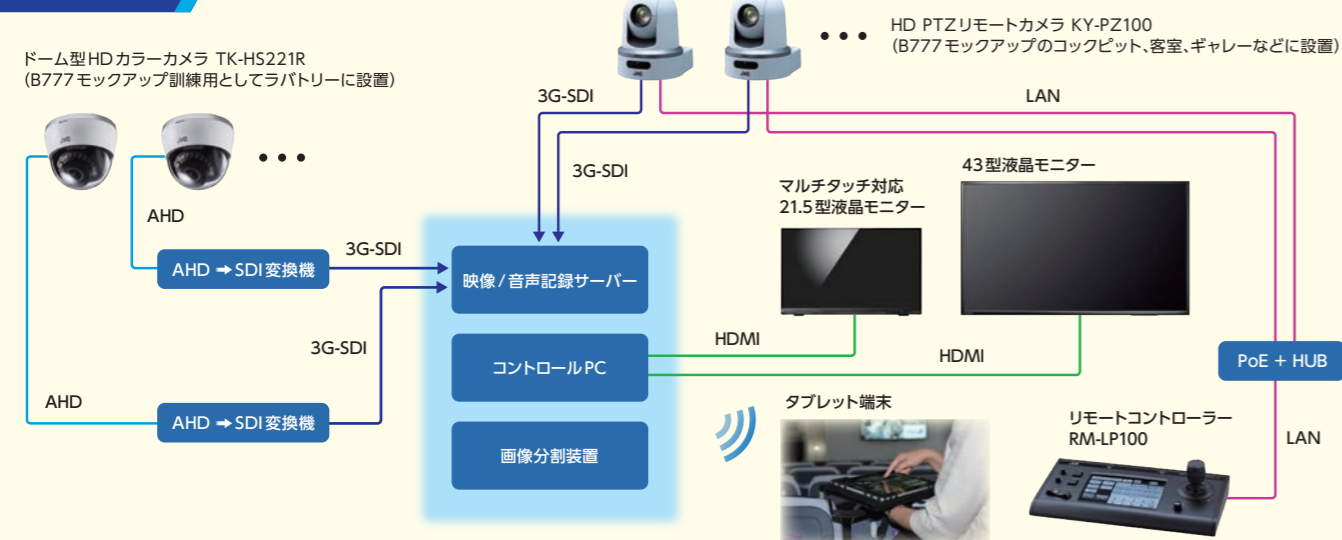 ドーム型HDカラーカメラ TK-HS221R
（B777モックアップ訓練用としてラバトリーに設置）
HD PTZリモートカメラ KY-PZ100
（B777モックアップのコックピット、客室、ギャレーなどに設置）
•••
•••
3G-SDI
LAN
3G-SDI
AHD
マルチタッチ対応
21.5型液晶モニター
43型液晶モニター
AHD➡SDI変換機
3G-SDI
映像/音声記録サーバー
3G-SDI
コントロールPC
HDMI
HDMI
PoE + HUB
AHD
AHD➡SDI変換機
画像分割装置
タブレット端末
リモートコントローラー
RM-LP100
LAN
JVC
JVC
JVC
JVC